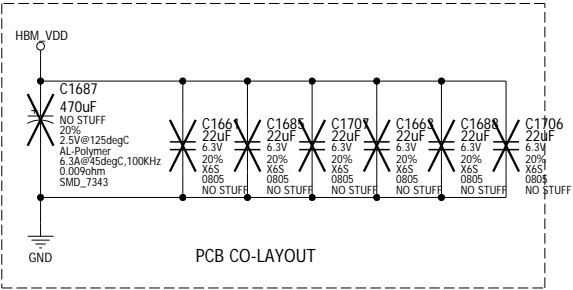 HBM_VDD
C1687
470uF
NO STUFF
20%
2.5V@125degC
AL-Polymer
6.3A@45degC,100KHz
0.009ohm
SMD_7343
C1661
22uF
6.3V
20%
X6S
0805
NO STUFF
C1685
22uF
6.3V
20%
X6S
0805
NO STUFF
C1707
22uF
6.3V
20%
X6S
0805
NO STUFF
C1663
22uF
6.3V
20%
X6S
0805
NO STUFF
C1688
22uF
6.3V
20%
X6S
0805
NO STUFF
C1706
22uF
6.3V
20%
X6S
0805
NO STUFF
GND
PCB CO-LAYOUT